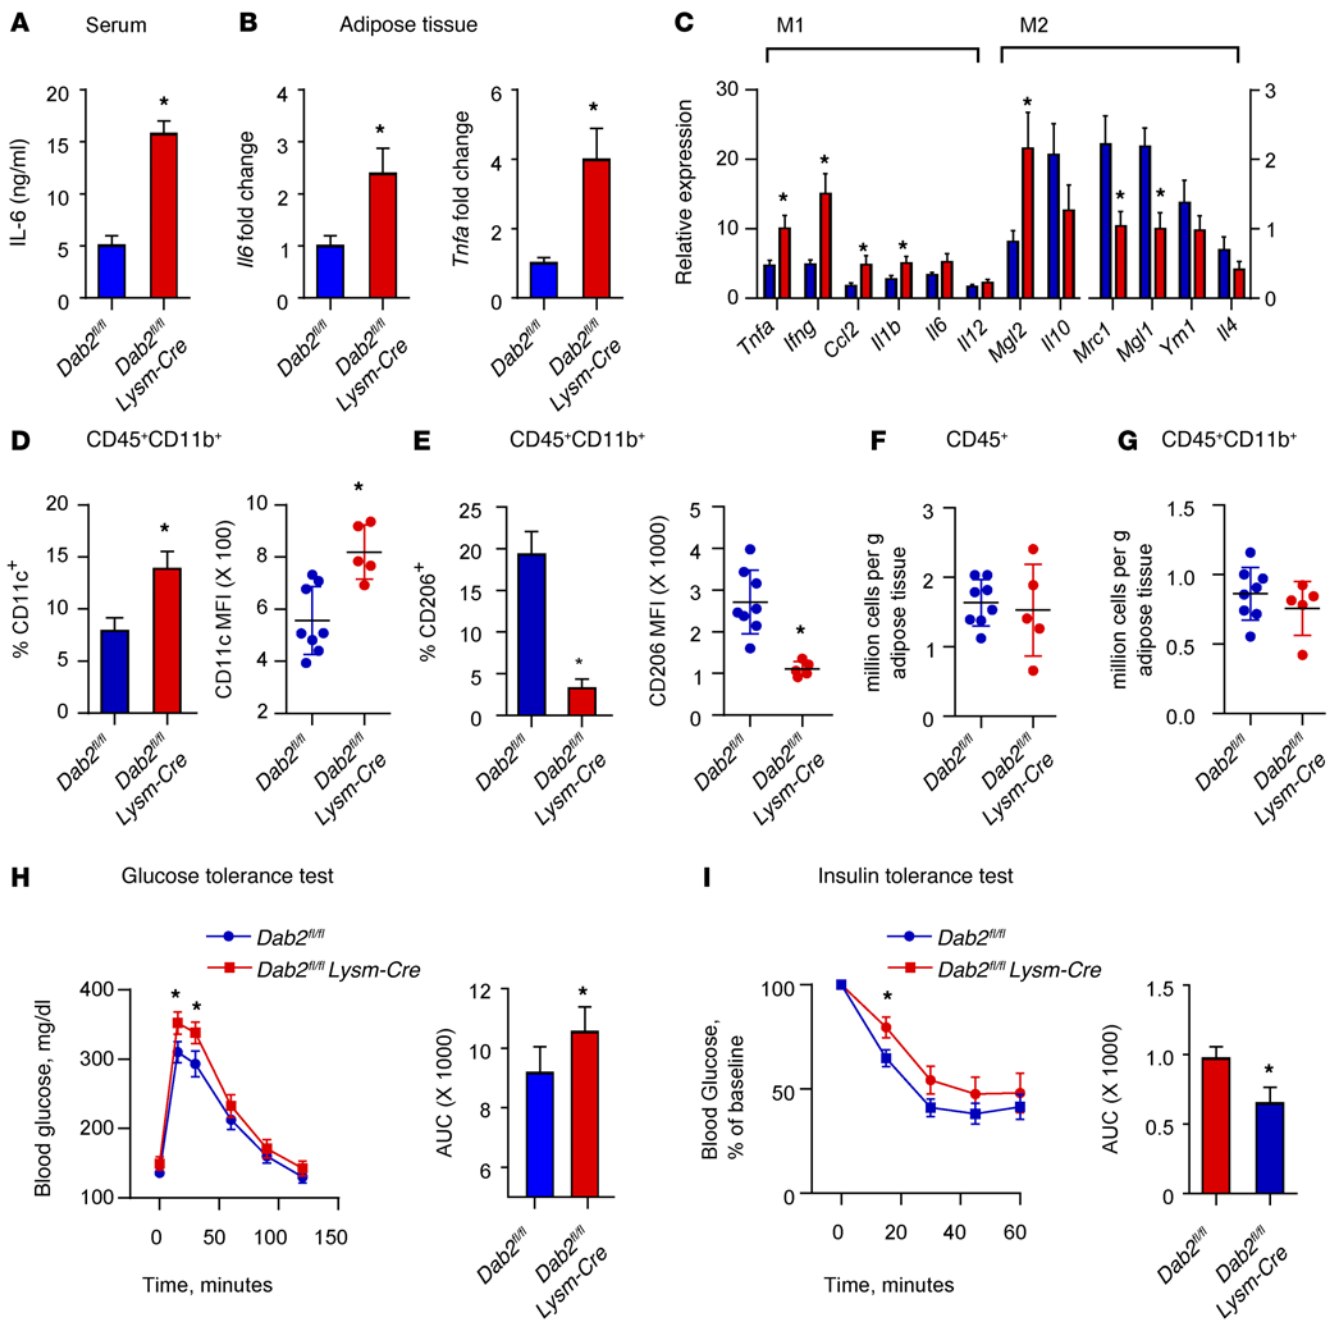 A Serum
IL-6 (ng/ml)
20
15
10
5
0
Dab2fl/fl
Dab2fl/fl
Lysm-Cre
*
B Adipose tissue
Il6 fold change
4
3
2
1
0
Dab2fl/fl
Dab2fl/fl
Lysm-Cre
*
Tnfa fold change
6
4
2
0
Dab2fl/fl
Dab2fl/fl
Lysm-Cre
*
C M1 M2
Relative expression
30
20
10
0
3
2
1
0
* * * * * * *
Tnfa Ifng Ccl2 Il1b Il6 Il12 Mgl2 Il10 Mrc1 Mgl1 Ym1 Il4
D CD45+CD11b+
% CD11c+
20
15
10
5
0
Dab2fl/fl
Dab2fl/fl
Lysm-Cre
*
CD11c MFI (X 100)
10
8
6
4
2
Dab2fl/fl
Dab2fl/fl
Lysm-Cre
*
E CD45+CD11b+
% CD206+
25
20
15
10
5
0
Dab2fl/fl
Dab2fl/fl
Lysm-Cre
*
CD206 MFI (X 1000)
5
4
3
2
1
0
Dab2fl/fl
Dab2fl/fl
Lysm-Cre
*
F CD45+
million cells per g
adipose tissue
3
2
1
0
Dab2fl/fl
Dab2fl/fl
Lysm-Cre
G CD45+CD11b+
million cells per g
adipose tissue
1.5
1.0
0.5
0.0
Dab2fl/fl
Dab2fl/fl
Lysm-Cre
H Glucose tolerance test
Dab2fl/fl
Dab2fl/fl Lysm-Cre
Blood glucose, mg/dl
400
300
200
100
* *
0 50 100 150
Time, minutes
AUC (X 1000)
12
10
8
6
*
Dab2fl/fl
Dab2fl/fl
Lysm-Cre
I Insulin tolerance test
Dab2fl/fl
Dab2fl/fl Lysm-Cre
Blood Glucose,
% of baseline
100
50
0
*
0 20 40 60
Time, minutes
AUC (X 1000)
1.5
1.0
0.5
0
*
Dab2fl/fl
Dab2fl/fl
Lysm-Cre